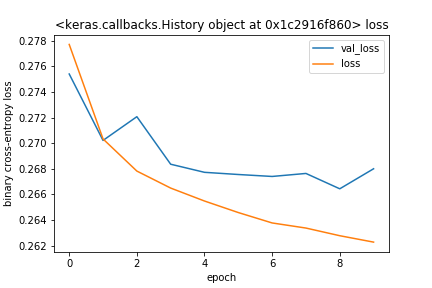 <keras.callbacks.History object at 0x1c2916f860> loss
val_loss
loss
0.278
0.276
0.274
0.272
0.270
0.268
0.266
0.264
0.262
binary cross-entropy loss
0 2 4 6 8
epoch